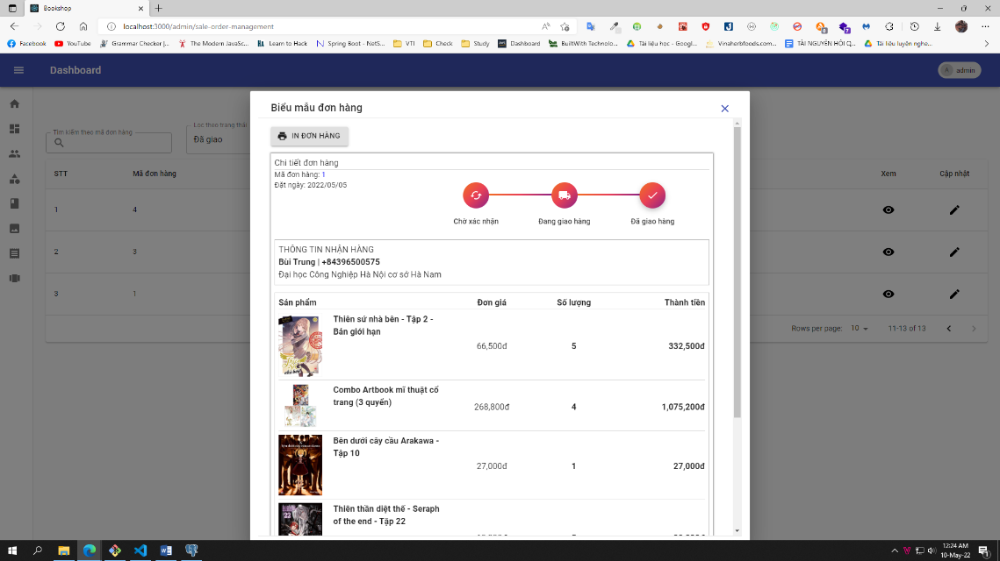 Bookshop
localhost:3000/admin/sale-order-management
Facebook
YouTube
Grammar Checker |...
The Modern JavaSc...
Learn to Hack
Spring Boot - NetS...
VTI
Check
Study
Dashboard
BuiltWith Technolo...
Tài liệu học - Googl...
Vinaherbfoods.com...
TÀI NGUYÊN HỎI Q...
Tài liệu luyện nghe...
Dashboard
A admin
Tìm kiếm theo mã đơn hàng
Lọc theo trạng thái
Đã giao
STT
Mã đơn hàng
Xem
Cập nhật
1
4
2
3
3
1
Rows per page:
10
11-13 of 13
Biểu mẫu đơn hàng
IN ĐƠN HÀNG
Chi tiết đơn hàng
Mã đơn hàng: 1
Đặt ngày: 2022/05/05
Chờ xác nhận
Đang giao hàng
Đã giao hàng
THÔNG TIN NHẬN HÀNG
Bùi Trung | +84396500575
Đại học Công Nghiệp Hà Nội cơ sở Hà Nam
Sản phẩm Đơn giá Số lượng Thành tiền
Thiên sứ nhà bên - Tập 2 -
Bản giới hạn
66,500đ 5 332,500đ
Combo Artbook mĩ thuật cổ
trang (3 quyển)
268,800đ 4 1,075,200đ
Bên dưới cây cầu Arakawa -
Tập 10
27,000đ 1 27,000đ
Thiên thần diệt thế - Seraph
of the end - Tập 22
22
12:24 AM
10-May-22